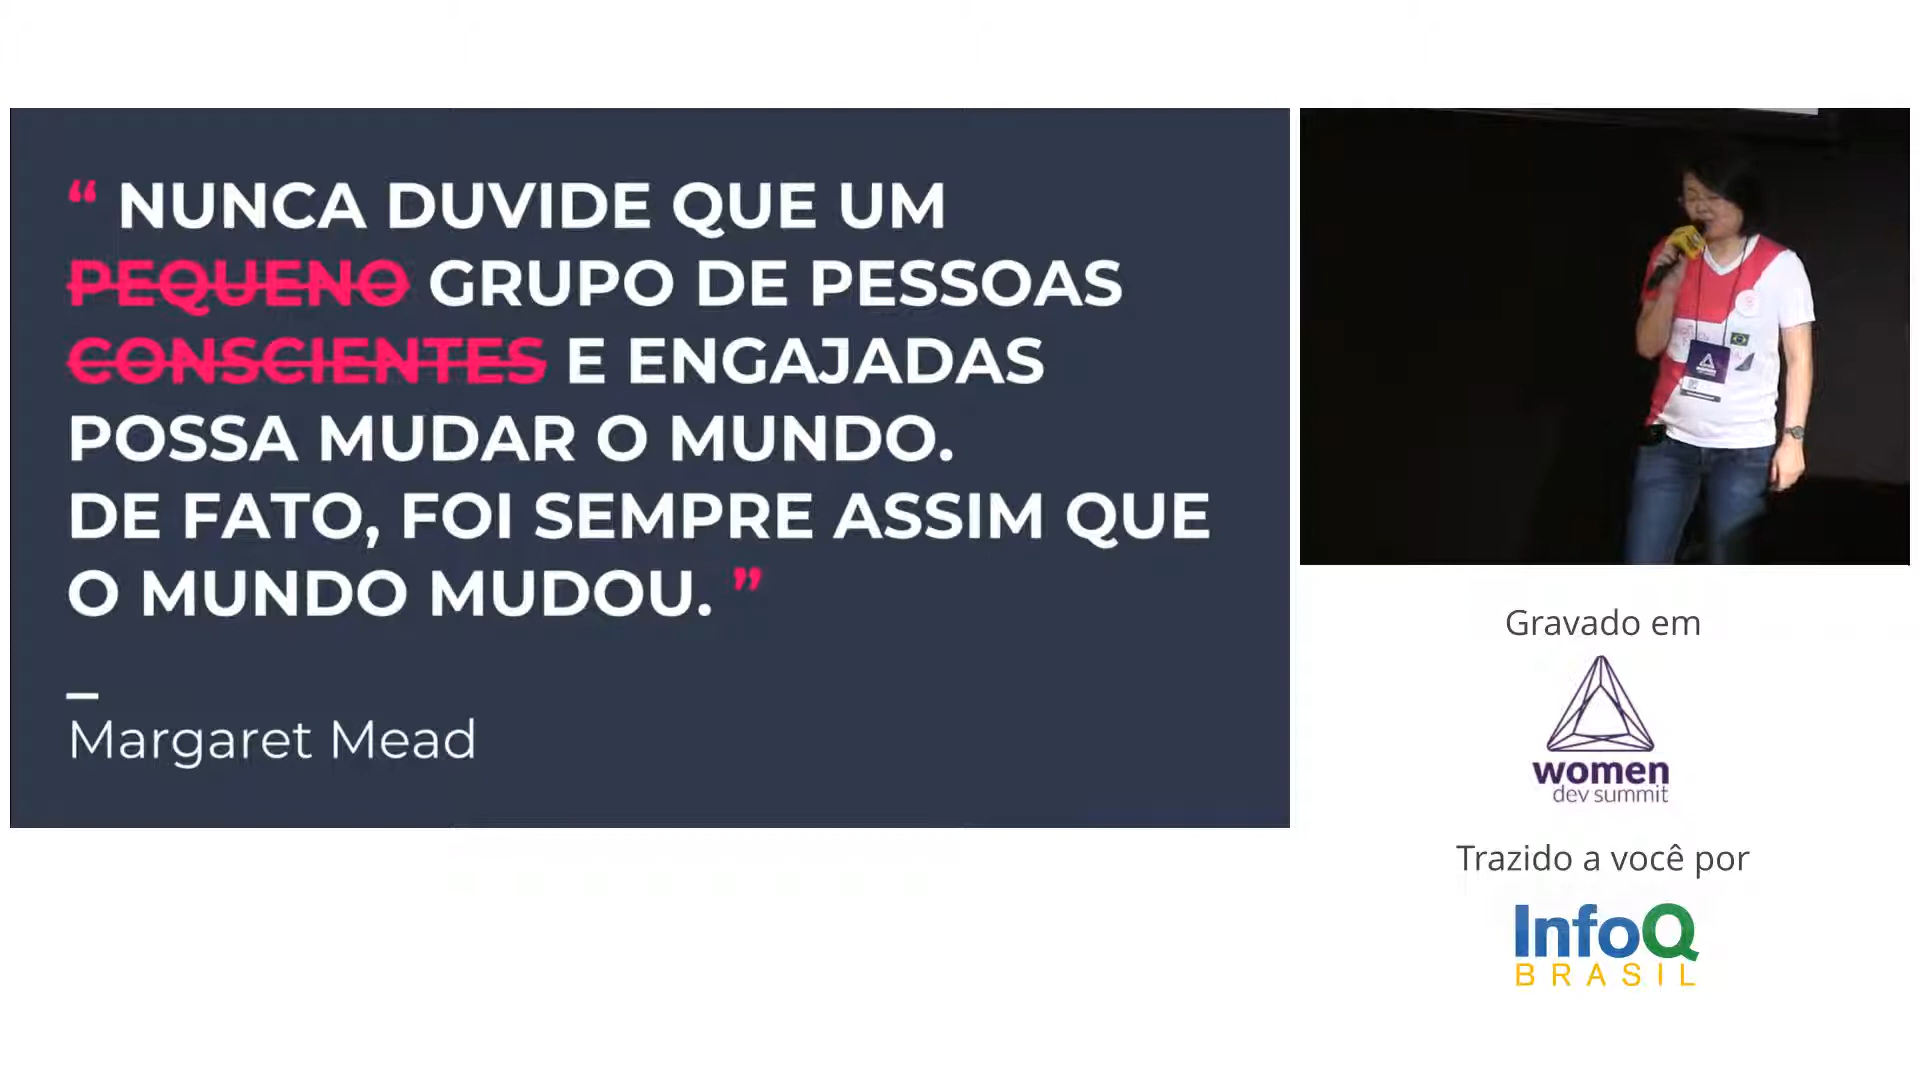 “ NUNCA DUVIDE QUE UM
PEQUENO GRUPO DE PESSOAS
CONSCIENTES E ENGAJADAS
POSSA MUDAR O MUNDO.
DE FATO, FOI SEMPRE ASSIM QUE
O MUNDO MUDOU. ”
Margaret Mead
Gravado em
women
dev summit
Trazido a você por
InfoQ
BRASIL